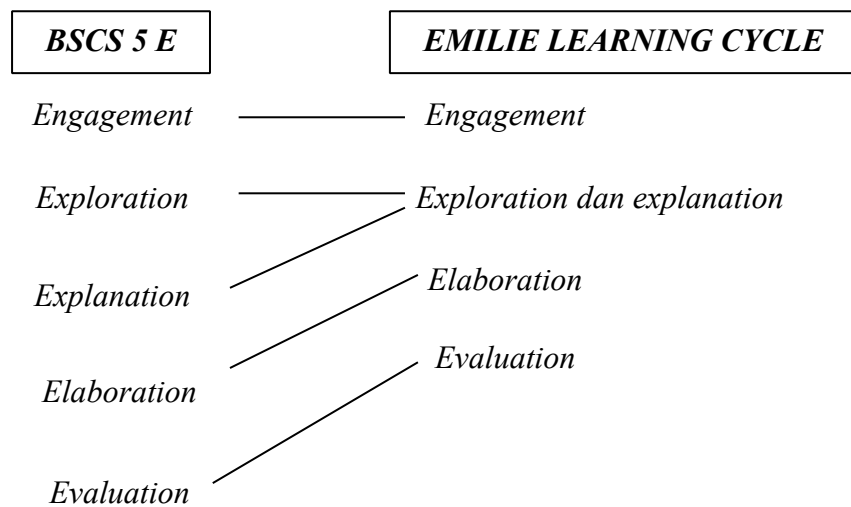 BSCS 5 E
EMILIE LEARNING CYCLE
Engagement
Engagement
Exploration
Exploration dan explanation
Explanation
Elaboration
Elaboration
Evaluation
Evaluation